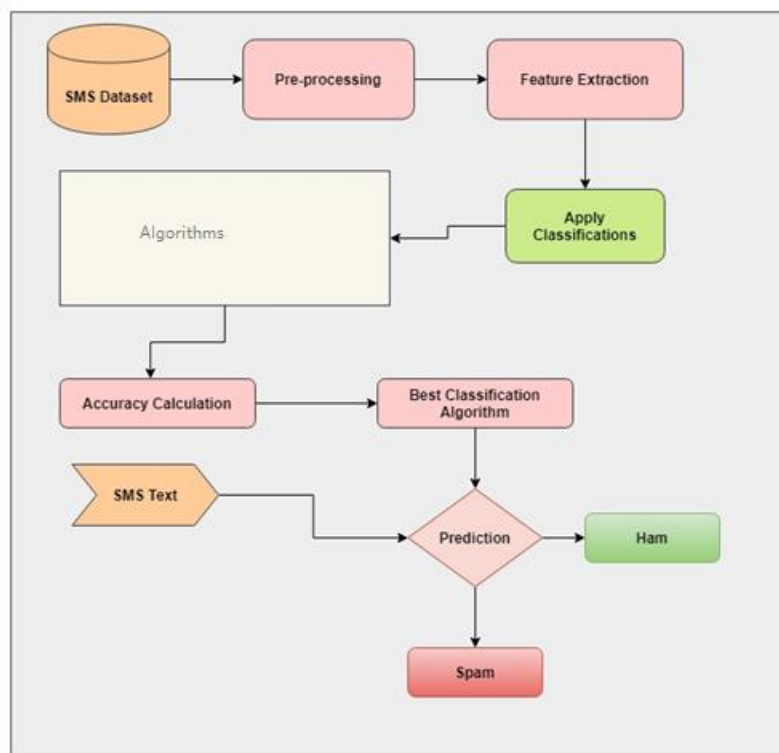 SMS Dataset
Pre-processing
Feature Extraction
Apply
Classifications
Algorithms
Accuracy Calculation
Best Classification
Algorithm
SMS Text
Prediction
Ham
Spam